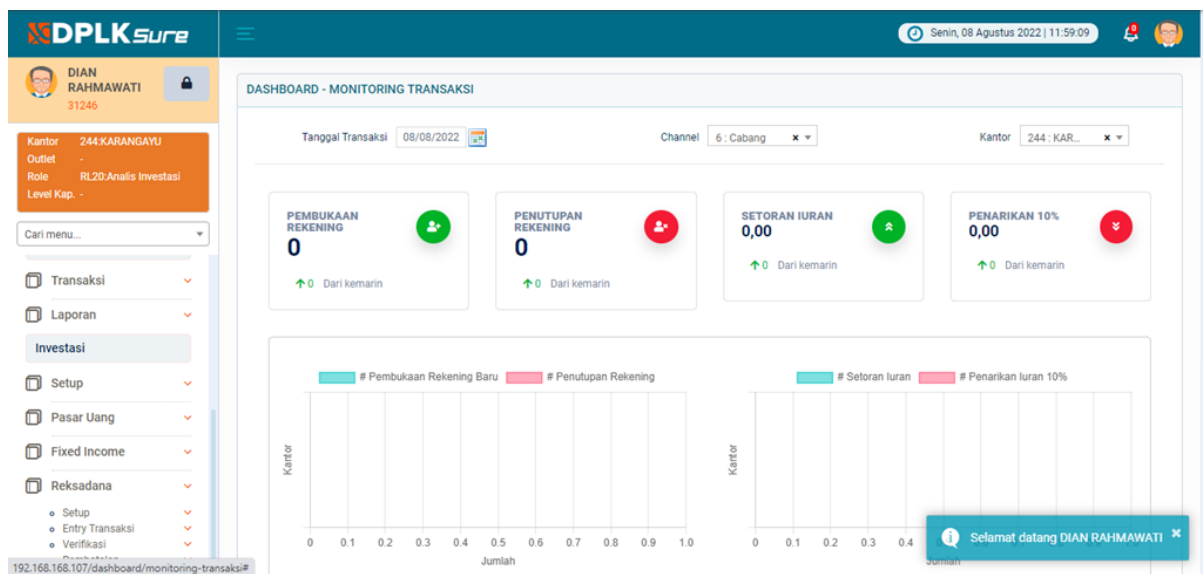 DPLKSure
Senin, 08 Agustus 2022 | 11:59:09
DIAN
RAHMAWATI
31246
Kantor 244:KARANGAYU
Outlet -
Role RL20:Analis Investasi
Level Kap. -
Cari menu...
Transaksi
Laporan
Investasi
Setup
Pasar Uang
Fixed Income
Reksadana
Setup
Entry Transaksi
Verifikasi
192.168.168.107/dashboard/monitoring-transaksi#
DASHBOARD - MONITORING TRANSAKSI
Tanggal Transaksi 08/08/2022 Channel 6 : Cabang × Kantor 244 : KAR... ×
PEMBUKAAN
REKENING
0
0 Dari kemarin
PENUTUPAN
REKENING
0
0 Dari kemarin
SETORAN IURAN
0,00
0 Dari kemarin
PENARIKAN 10%
0,00
0 Dari kemarin
# Pembukaan Rekening Baru # Penutupan Rekening
Kantor
0 0.1 0.2 0.3 0.4 0.5 0.6 0.7 0.8 0.9 1.0
Jumlah
# Setoran Iuran # Penarikan Iuran 10%
Kantor
0 0.1 0.2 0.3 0.4
Jumlah
Selamat datang DIAN RAHMAWATI ×